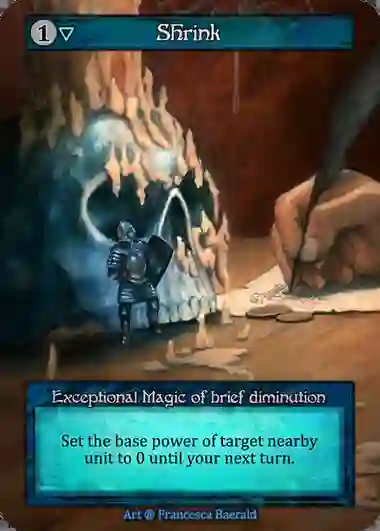 1
Shrink
Exceptional Magic of brief diminution
Set the base power of target nearby
unit to 0 until your next turn.
Art @ Francesca Baerald